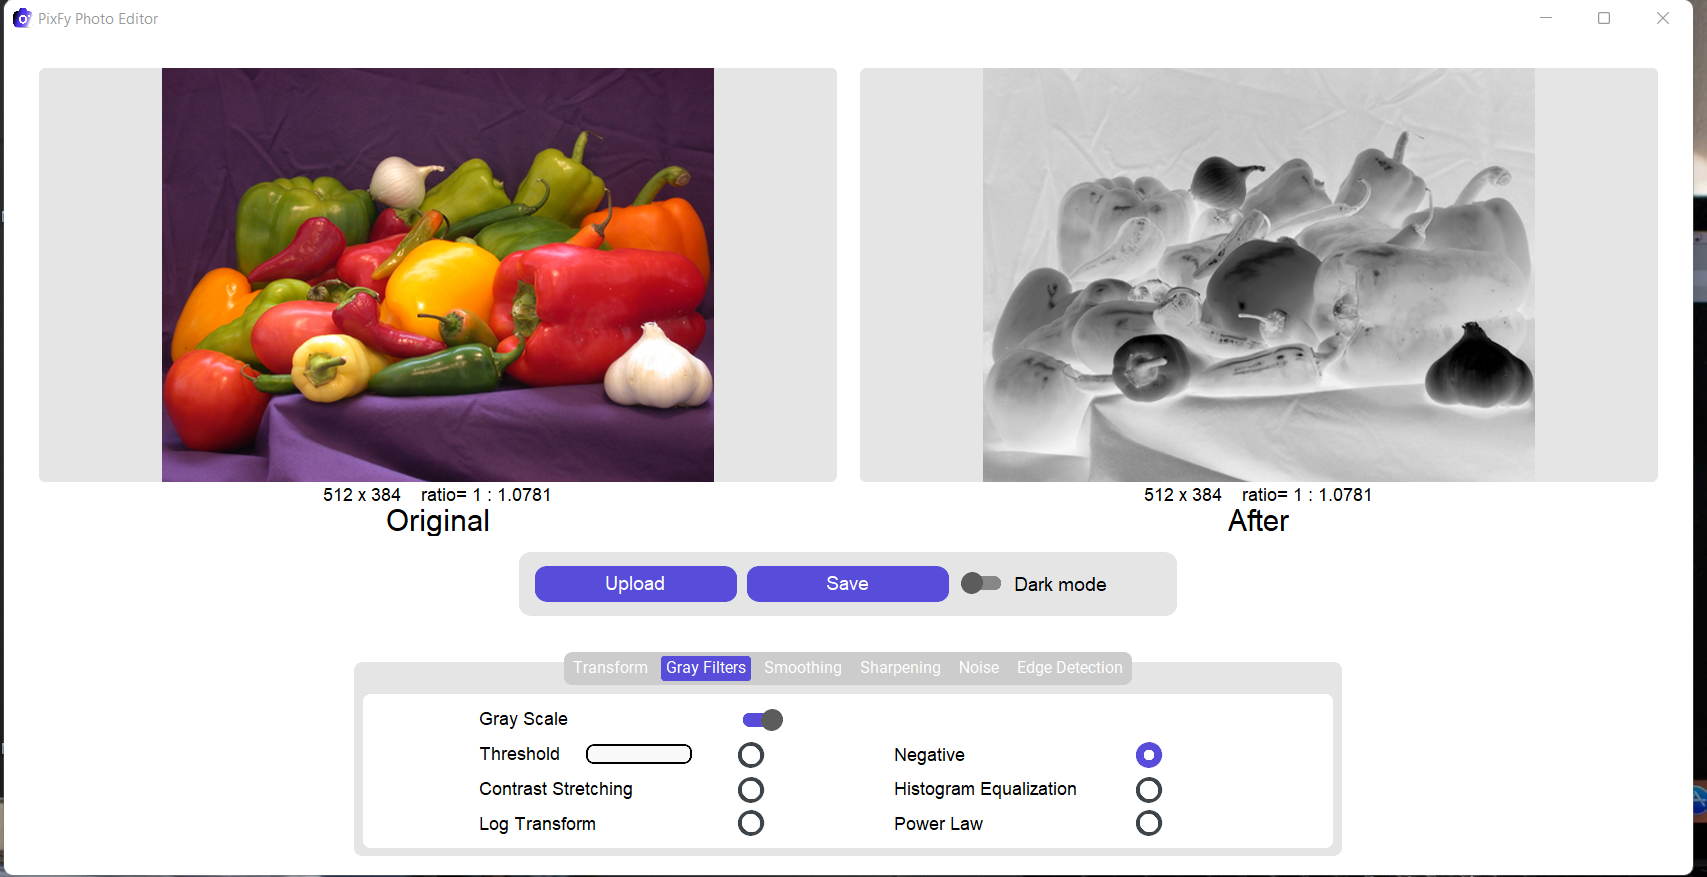 PixFy Photo Editor
512 x 384 ratio= 1 : 1.0781
Original
512 x 384 ratio= 1 : 1.0781
After
Upload Save Dark mode
Transform Gray Filters Smoothing Sharpening Noise Edge Detection
Gray Scale
Threshold Negative
Contrast Stretching Histogram Equalization
Log Transform Power Law